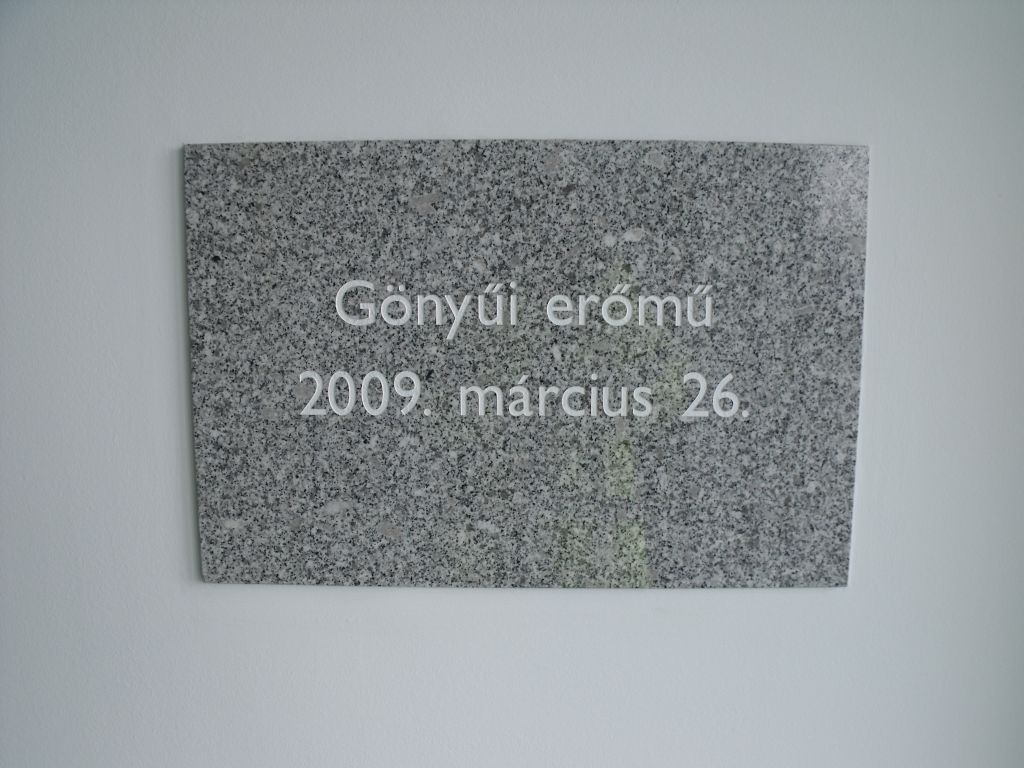 Gönyűi erőmű
2009. március 26.